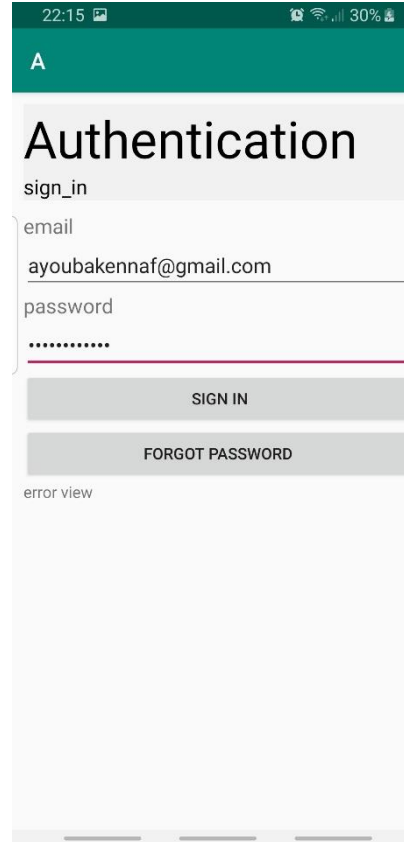 22:15 30%
A
Authentication
sign_in
email
ayoubakennaf@gmail.com
password
••••••••••••
SIGN IN
FORGOT PASSWORD
error view